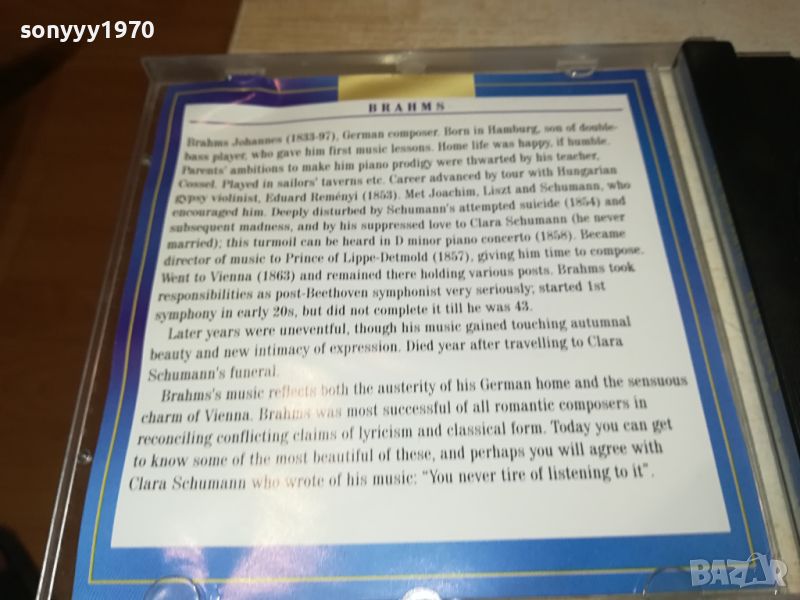 sonyyy1970
BRAHMS
Brahms Johannes (1833-97), German composer. Born in Hamburg, son of double-
bass player, who gave him first music lessons. Home life was happy, if humble.
Parents' ambitions to make him piano prodigy were thwarted by his teacher,
Cossel. Played in sailors' taverns etc. Career advanced by tour with Hungarian
gypsy violinist, Eduard Reményi (1853). Met Joachim, Liszt and Schumann, who
encouraged him. Deeply disturbed by Schumann's attempted suicide (1854) and
subsequent madness, and by his suppressed love to Clara Schumann (he never
married); this turmoil can be heard in D minor piano concerto (1858). Became
director of music to Prince of Lippe-Detmold (1857), giving him time to compose.
Went to Vienna (1863) and remained there holding various posts. Brahms took
responsibilities as post-Beethoven symphonist very seriously; started 1st
symphony in early 20s, but did not complete it till he was 43.
Later years were uneventful, though his music gained touching autumnal
beauty and new intimacy of expression. Died year after travelling to Clara
Schumann's funeral.
Brahms's music reflects both the austerity of his German home and the sensuous
charm of Vienna. Brahms was most successful of all romantic composers in
reconciling conflicting claims of lyricism and classical form. Today you can get
to know some of the most beautiful of these, and perhaps you will agree with
Clara Schumann who wrote of his music: "You never tire of listening to it".
BAZAR